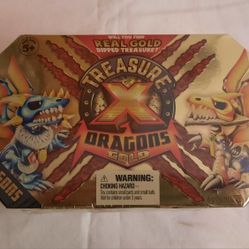 WILL YOU FIND
REAL GOLD
DIPPED TREASURE?
5+
TREASURE
X
DRAGONS
GOLD
WARNING:
CHOKING HAZARD—
Toy contains small parts and small balls.
Not for children under 3 years.